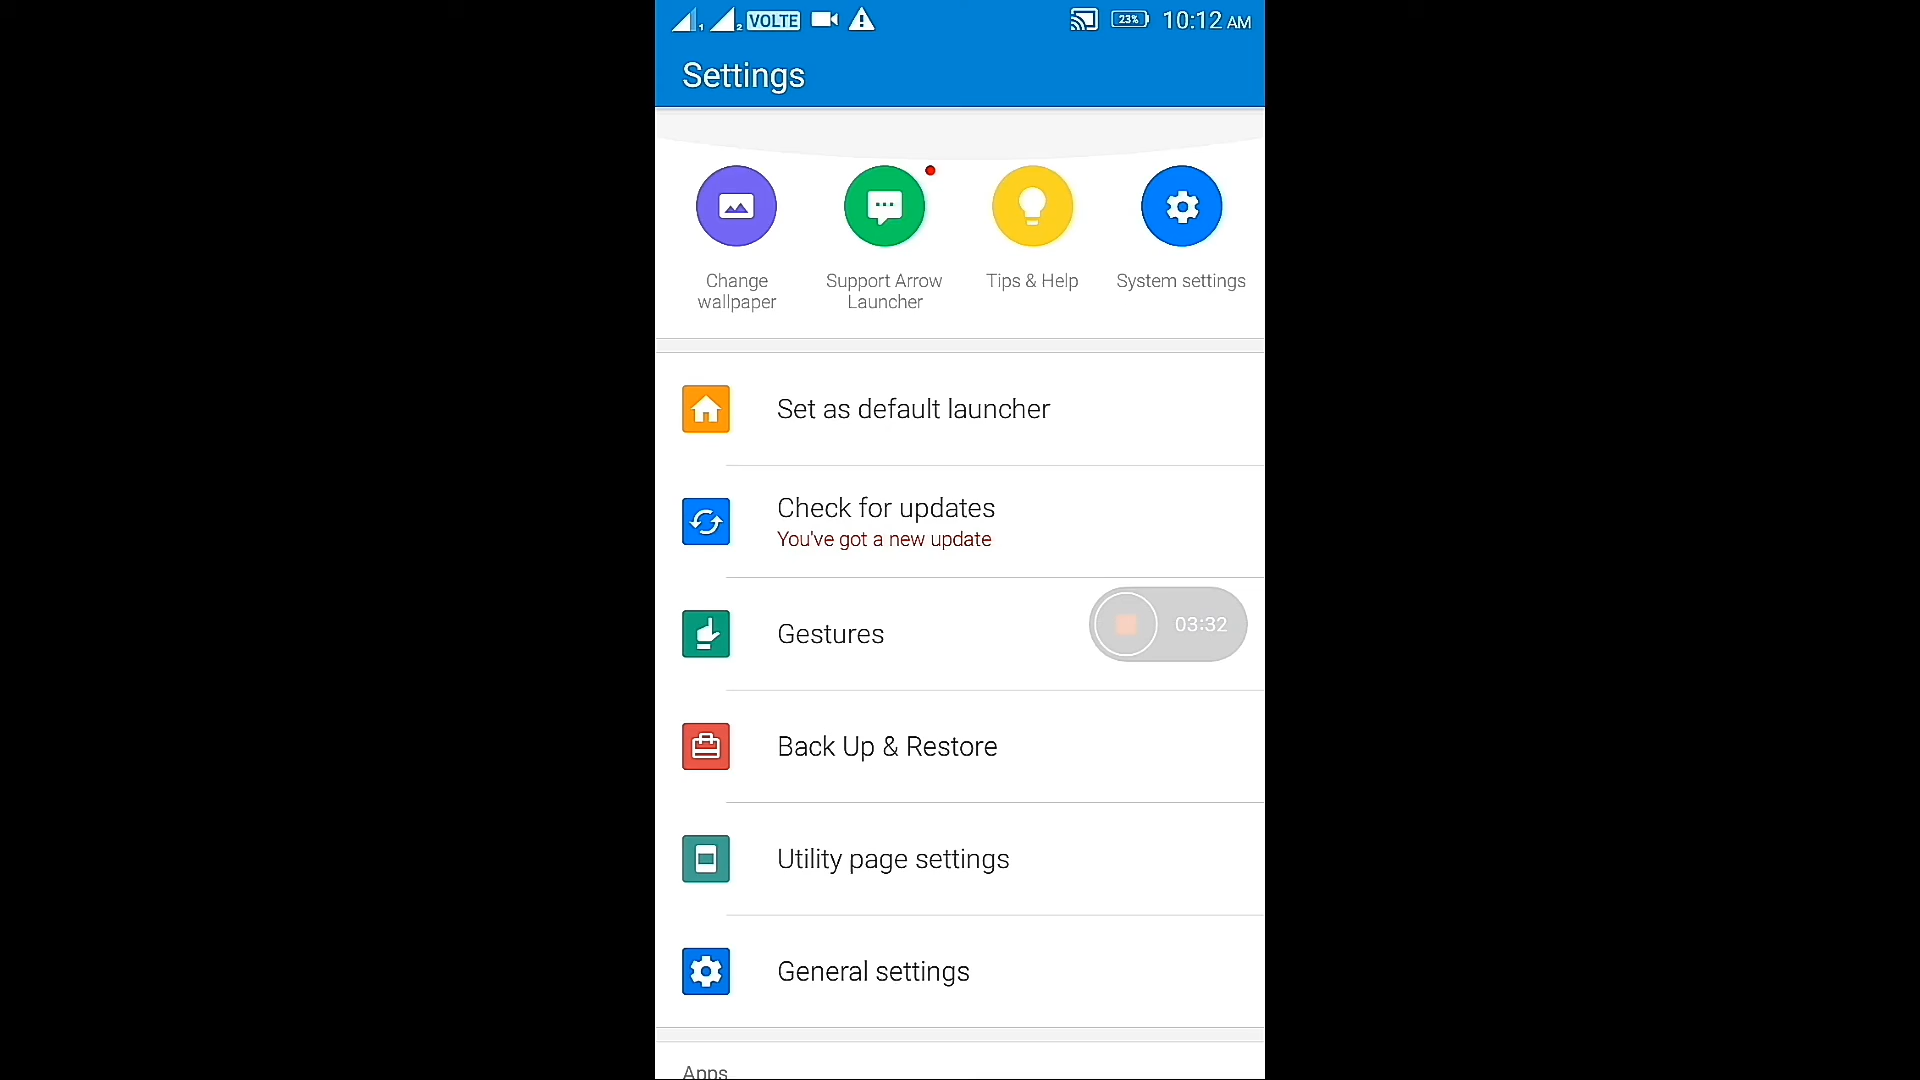 1 2 VOLTE 23% 10:12 AM
Settings
Change
wallpaper
Support Arrow
Launcher
Tips & Help
System settings
Set as default launcher
Check for updates
You've got a new update
Gestures
03:32
Back Up & Restore
Utility page settings
General settings
Apps